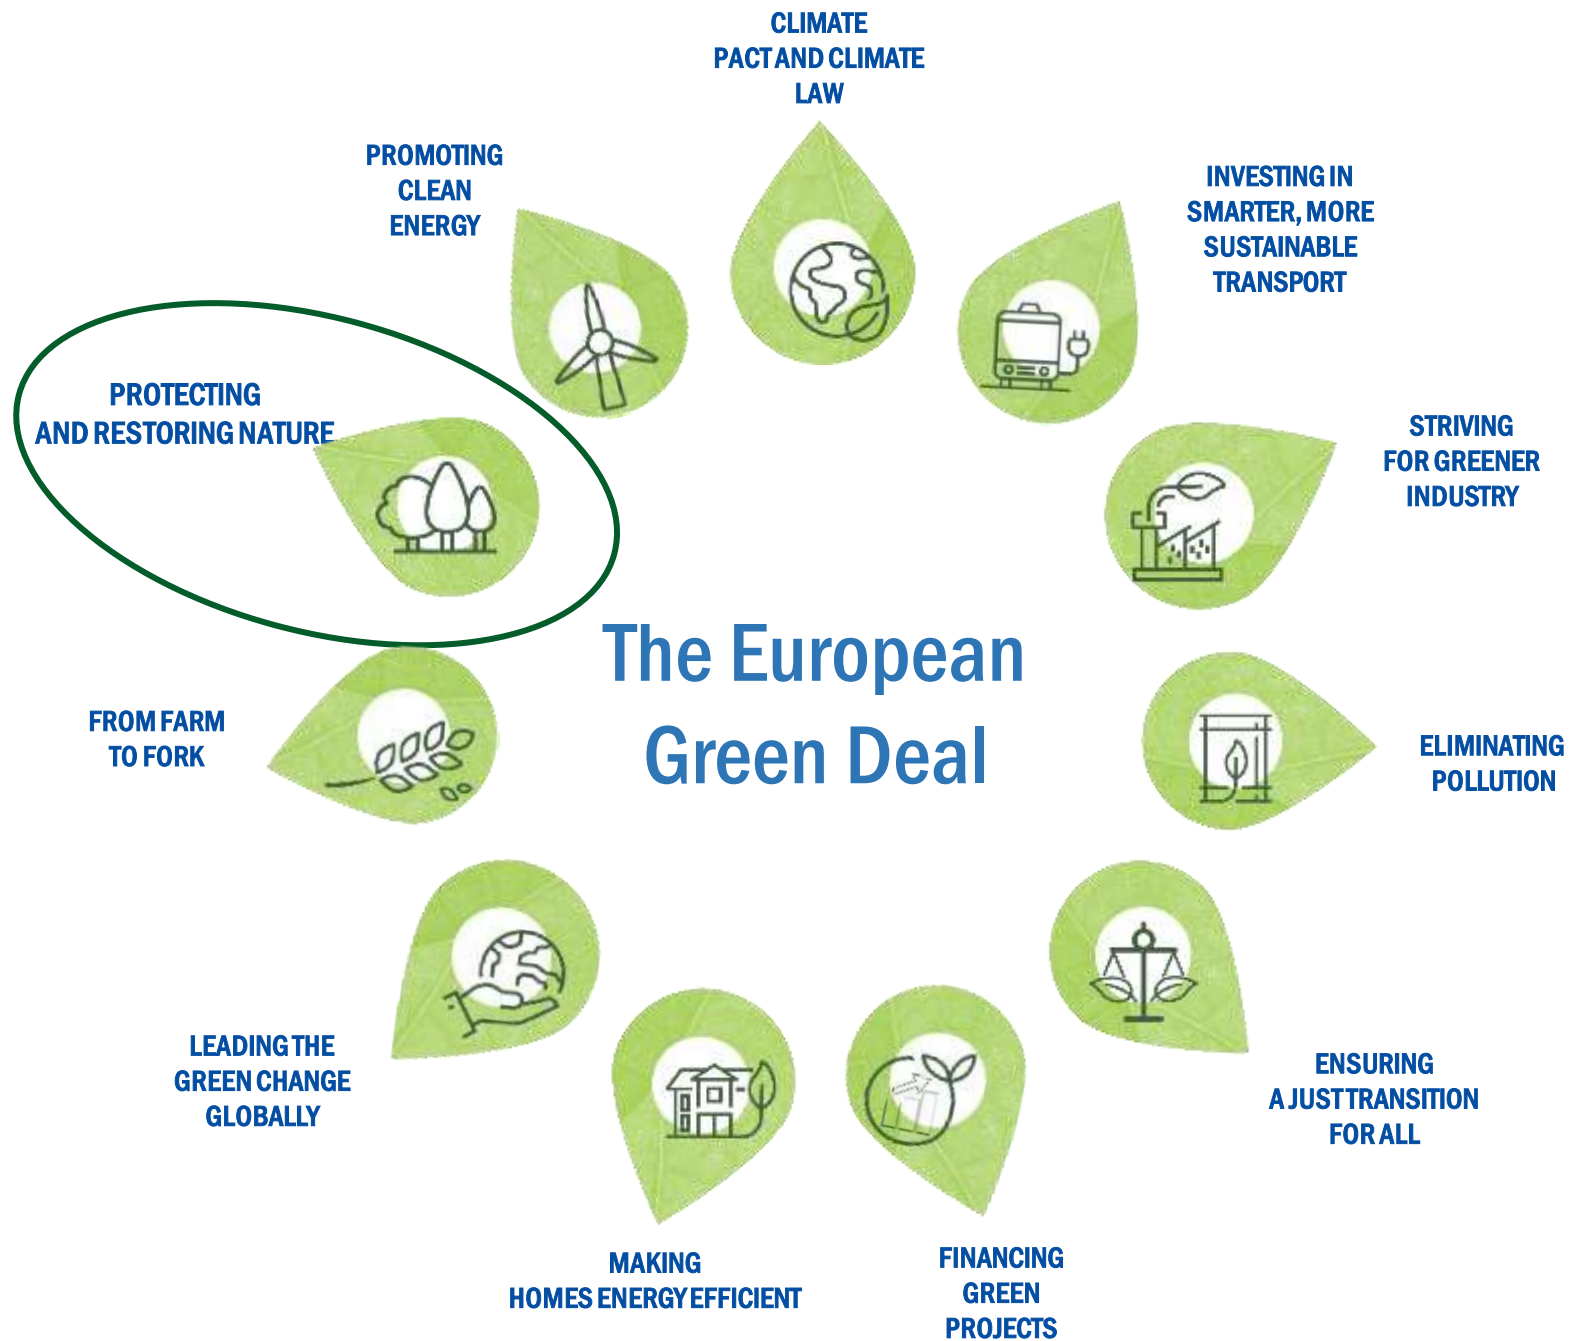 CLIMATE
PACT AND CLIMATE
LAW
PROMOTING
CLEAN
ENERGY
INVESTING IN
SMARTER, MORE
SUSTAINABLE
TRANSPORT
PROTECTING
AND RESTORING NATURE
STRIVING
FOR GREENER
INDUSTRY
The European
Green Deal
FROM FARM
TO FORK
ELIMINATING
POLLUTION
LEADING THE
GREEN CHANGE
GLOBALLY
ENSURING
A JUST TRANSITION
FOR ALL
MAKING
HOMES ENERGY EFFICIENT
FINANCING
GREEN
PROJECTS